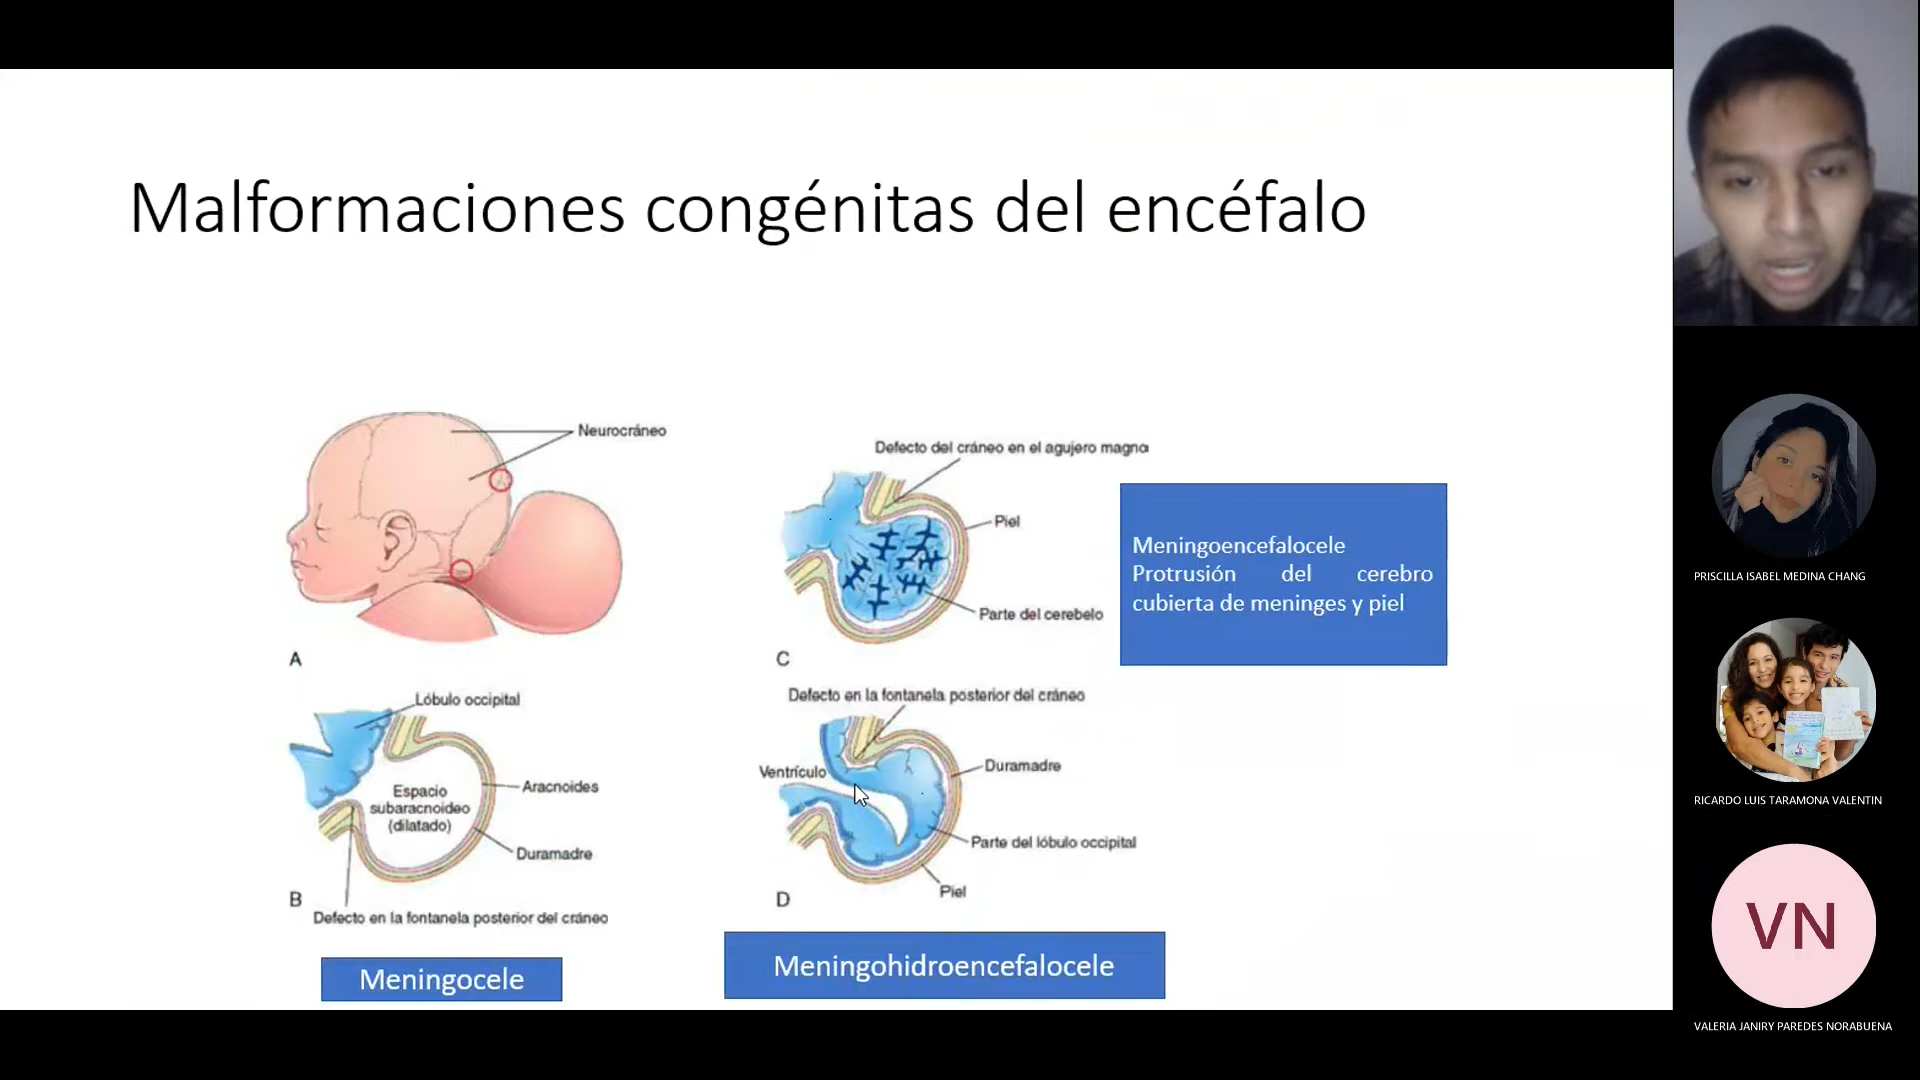 Malformaciones congénitas del encéfalo
Neurocráneo
A
Lóbulo occipital
Espacio
subaracnoideo
(dilatado)
Aracnoides
Duramadre
B
Defecto en la fontanela posterior del cráneo
Meningocele
Defecto del cráneo en el agujero magno
Piel
Parte del cerebelo
C
Meningoencefalocele
Protrusión del cerebro
cubierta de meninges y piel
Defecto en la fontanela posterior del cráneo
Ventrículo
Duramadre
Parte del lóbulo occipital
Piel
D
Meningohidroencefalocele
PRISCILLA ISABEL MEDINA CHANG
RICARDO LUIS TARAMONA VALENTIN
VN
VALERIA JANIRY PAREDES NORABUENA